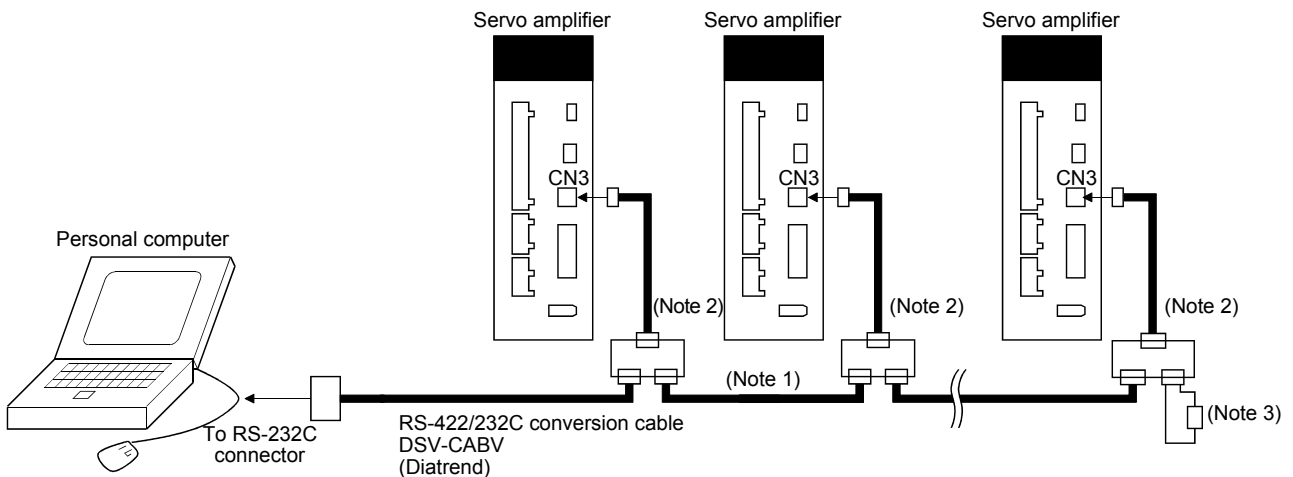 Servo amplifier
Servo amplifier
Servo amplifier
CN3
CN3
CN3
Personal computer
(Note 2)
(Note 2)
(Note 2)
(Note 1)
(Note 3)
To RS-232C
connector
RS-422/232C conversion cable
DSV-CABV
(Diatrend)